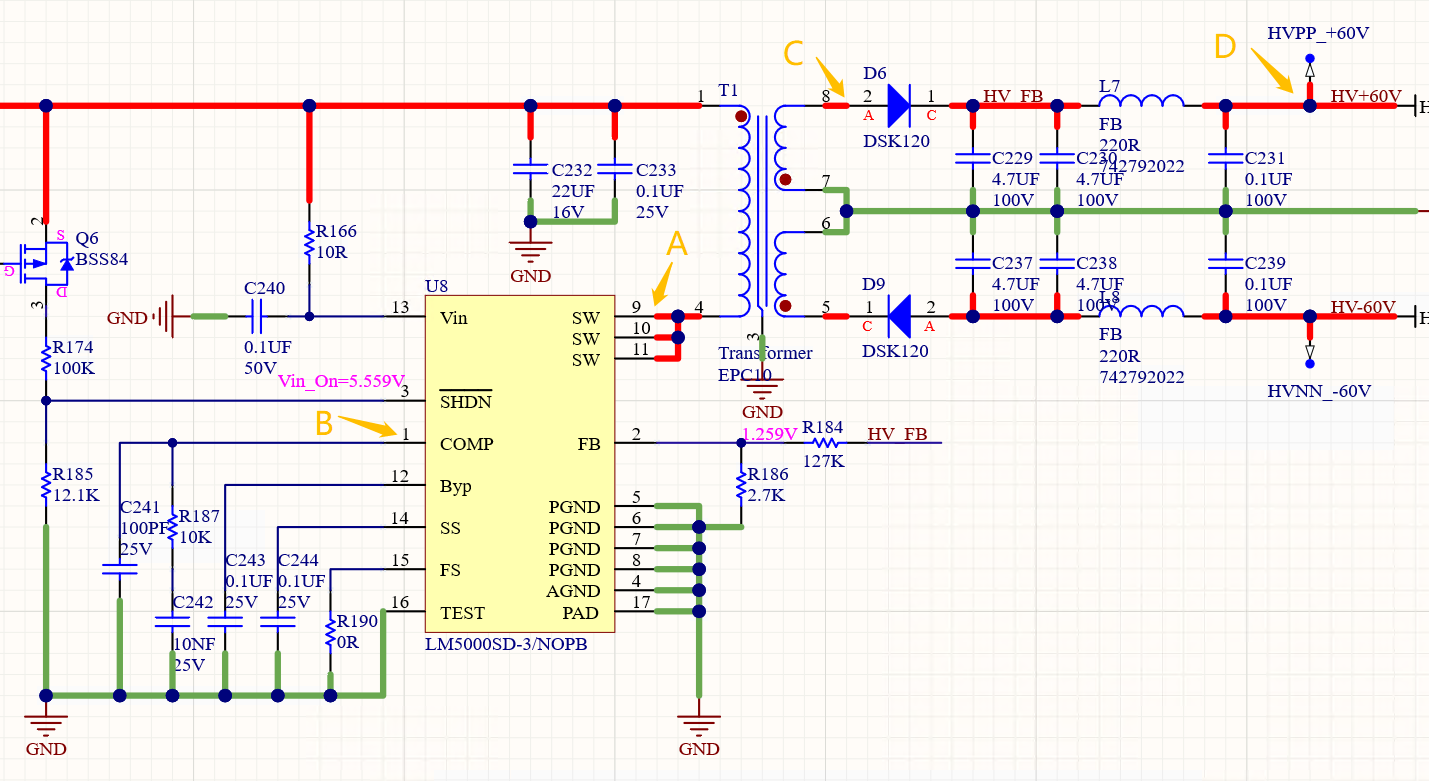 HVPP_+60V
D
C
D6
2
1
A
C
DSK120
T1
1
8
HV_FB
L7
FB
220R
742792022
HV+60V
C232
22UF
16V
C233
0.1UF
25V
GND
C229
4.7UF
100V
C230
4.7UF
100V
C231
0.1UF
100V
7
6
2
S
G
D
3
Q6
BSS84
R166
10R
A
C240
0.1UF
50V
GND
U8
13
Vin
SW
9
SW
10
SW
11
4
3
Transformer
EPC10
GND
5
D9
1
2
C
A
DSK120
C237
4.7UF
100V
C238
4.7UF
100V
L8
FB
220R
742792022
C239
0.1UF
100V
HV-60V
HVNN_-60V
R174
100K
Vin_On=5.559V
3
SHDN
B
1
COMP
FB
2
1.259V
R184
127K
HV_FB
R186
2.7K
R185
12.1K
12
Byp
14
SS
15
FS
16
TEST
PGND
5
PGND
6
PGND
7
PGND
8
AGND
4
PAD
17
LM5000SD-3/NOPB
C241
100PF
25V
R187
10K
C242
10NF
25V
C243
0.1UF
25V
C244
0.1UF
25V
R190
0R
GND
GND